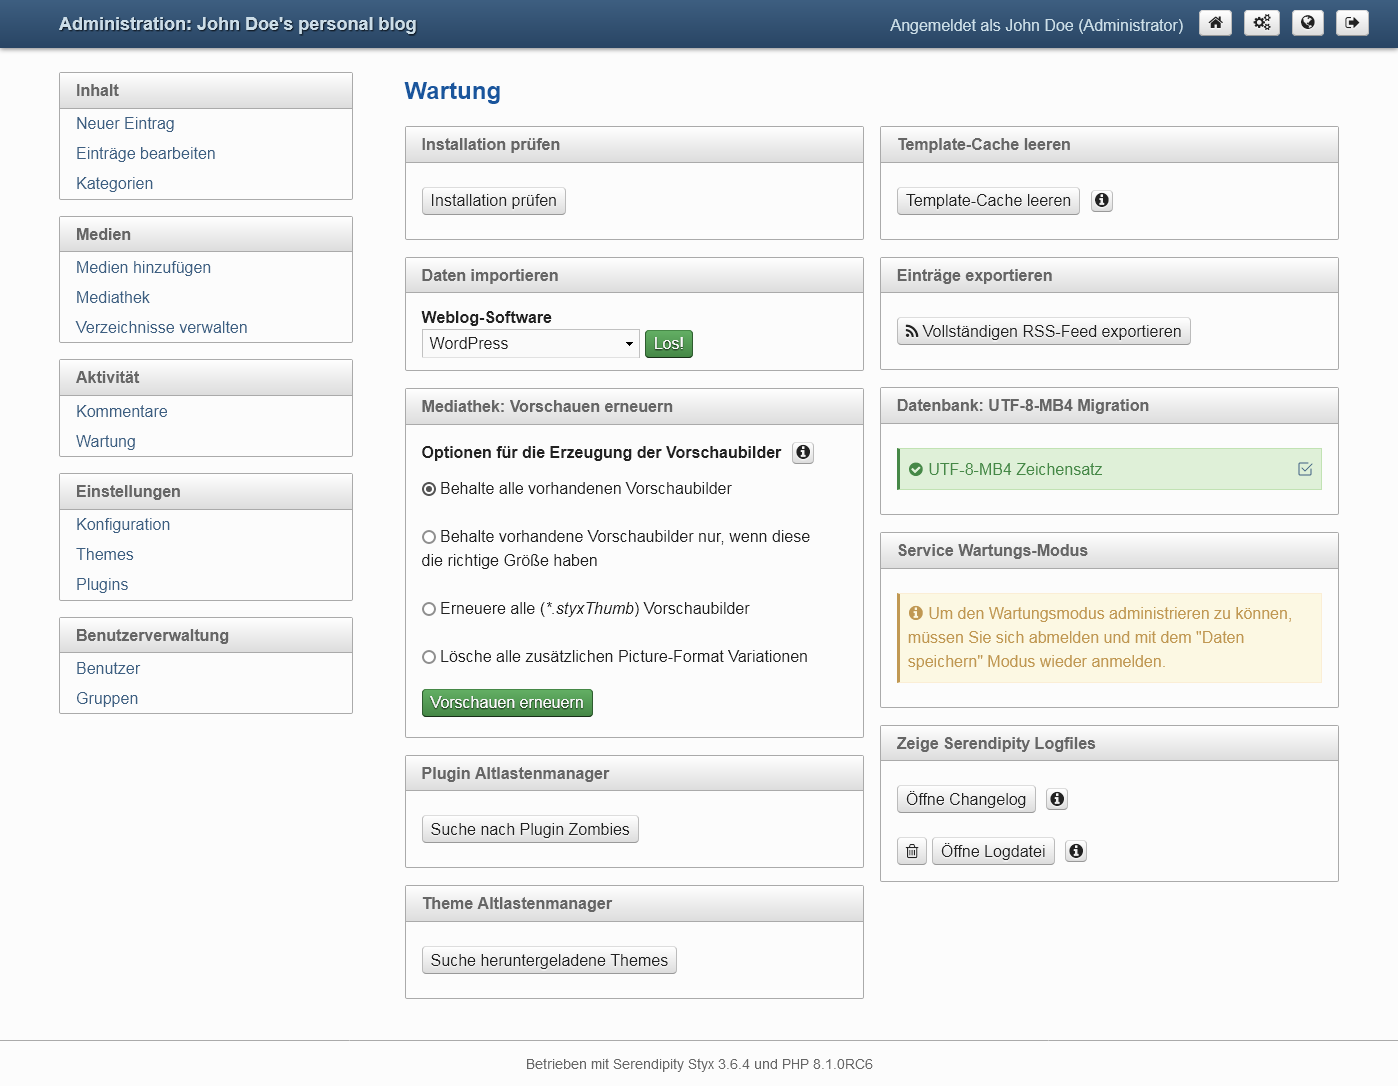 Administration: John Doe's personal blog
Angemeldet als John Doe (Administrator)
Inhalt
Neuer Eintrag
Einträge bearbeiten
Kategorien
Medien
Medien hinzufügen
Mediathek
Verzeichnisse verwalten
Aktivität
Kommentare
Wartung
Einstellungen
Konfiguration
Themes
Plugins
Benutzerverwaltung
Benutzer
Gruppen
Wartung
Installation prüfen
Installation prüfen
Daten importieren
Weblog-Software
WordPress
Los!
Mediathek: Vorschauen erneuern
Optionen für die Erzeugung der Vorschaubilder
Behalte alle vorhandenen Vorschaubilder
Behalte vorhandene Vorschaubilder nur, wenn diese
die richtige Größe haben
Erneuere alle (*.styxThumb) Vorschaubilder
Lösche alle zusätzlichen Picture-Format Variationen
Vorschauen erneuern
Plugin Altlastenmanager
Suche nach Plugin Zombies
Theme Altlastenmanager
Suche heruntergeladene Themes
Template-Cache leeren
Template-Cache leeren
Einträge exportieren
Vollständigen RSS-Feed exportieren
Datenbank: UTF-8-MB4 Migration
UTF-8-MB4 Zeichensatz
Service Wartungs-Modus
Um den Wartungsmodus administrieren zu können,
müssen Sie sich abmelden und mit dem "Daten
speichern" Modus wieder anmelden.
Zeige Serendipity Logfiles
Öffne Changelog
Öffne Logdatei
Betrieben mit Serendipity Styx 3.6.4 und PHP 8.1.0RC6